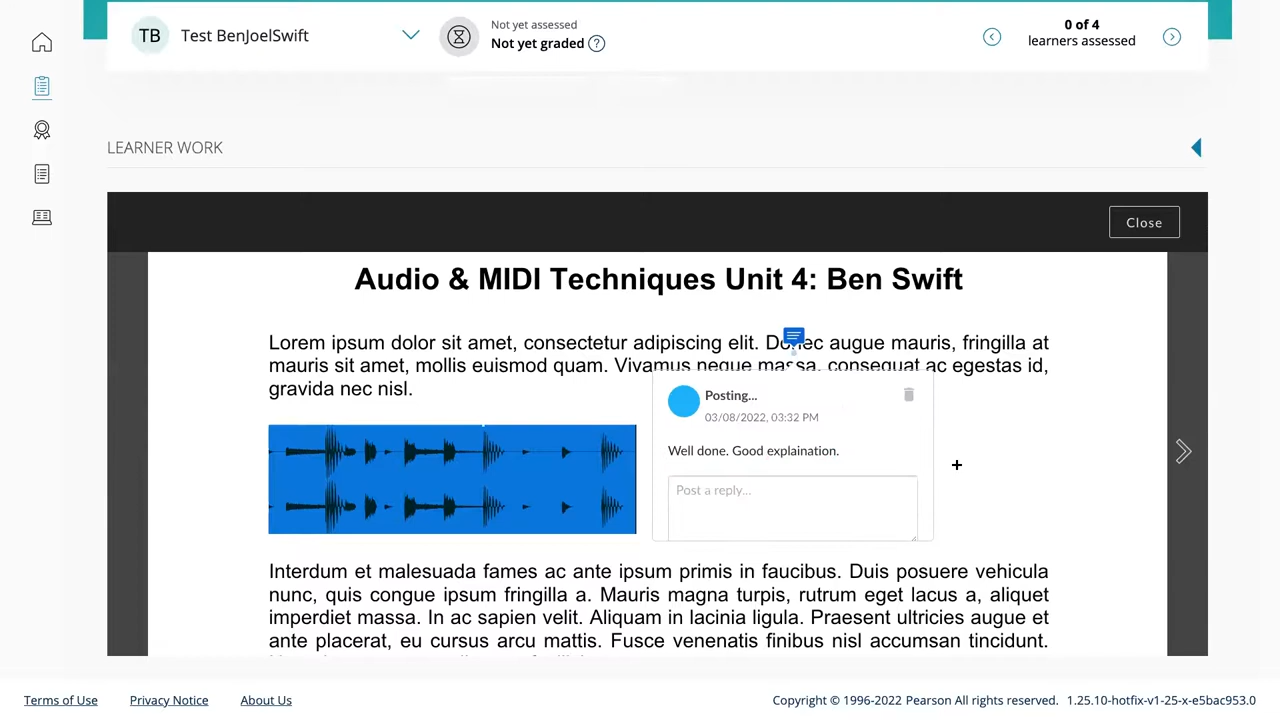 TB Test BenJoelSwift
Not yet assessed
Not yet graded ?
0 of 4
learners assessed
LEARNER WORK
Close
Audio & MIDI Techniques Unit 4: Ben Swift
Lorem ipsum dolor sit amet, consectetur adipiscing elit. Donec augue mauris, fringilla at
mauris sit amet, mollis euismod quam. Vivamus neque massa, consequat ac egestas id,
gravida nec nisl.
Posting...
03/08/2022, 03:32 PM
Well done. Good explaination.
Post a reply...
Interdum et malesuada fames ac ante ipsum primis in faucibus. Duis posuere vehicula
nunc, quis congue ipsum fringilla a. Mauris magna turpis, rutrum eget lacus a, aliquet
imperdiet massa. In ac sapien velit. Aliquam in lacinia ligula. Praesent ultricies augue et
ante placerat, eu cursus arcu mattis. Fusce venenatis finibus nisl accumsan tincidunt.
Terms of Use Privacy Notice About Us
Copyright © 1996-2022 Pearson All rights reserved. 1.25.10-hotfix-v1-25-x-e5bac953.0